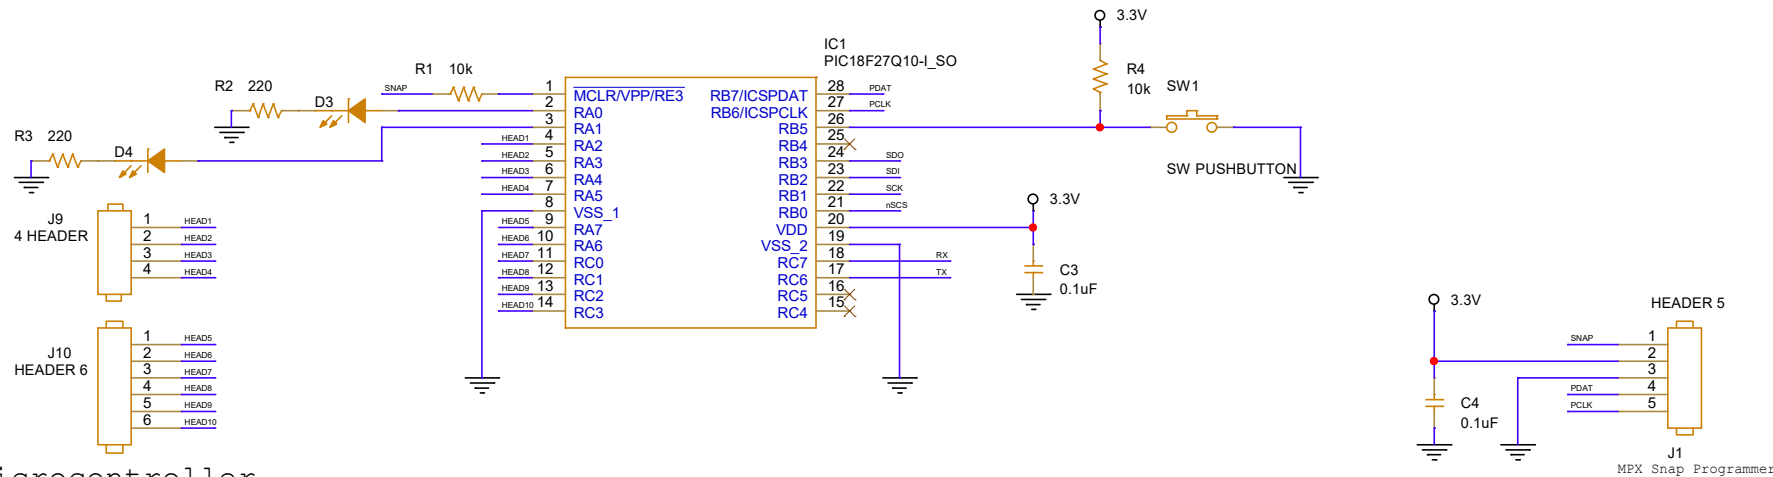 3.3V
IC1
PIC18F27Q10-I_SO
R1 10k
R2 220
D3
R3 220
D4
SNAP
1 MCLR/VPP/RE3
2 RA0
3 RA1
HEAD1 4 RA2
HEAD2 5 RA3
HEAD3 6 RA4
HEAD4 7 RA5
8 VSS_1
HEAD5 9 RA7
HEAD6 10 RA6
HEAD7 11 RC0
HEAD8 12 RC1
HEAD9 13 RC2
HEAD10 14 RC3
RB7/ICSPDAT 28 PDAT
RB6/ICSPCLK 27 PCLK
RB5 26
RB4 25
RB3 24 SDO
RB2 23 SDI
RB1 22 SCK
RB0 21 nSCS
VDD 20
VSS_2 19
RC7 18 RX
RC6 17 TX
RC5 16
RC4 15
R4
10k
SW1
SW PUSHBUTTON
3.3V
C3
0.1uF
J9
4 HEADER
1 HEAD1
2 HEAD2
3 HEAD3
4 HEAD4
J10
HEADER 6
1 HEAD5
2 HEAD6
3 HEAD7
4 HEAD8
5 HEAD9
6 HEAD10
3.3V
C4
0.1uF
HEADER 5
SNAP 1
2
3
PDAT 4
PCLK 5
J1
MPX Snap Programmer